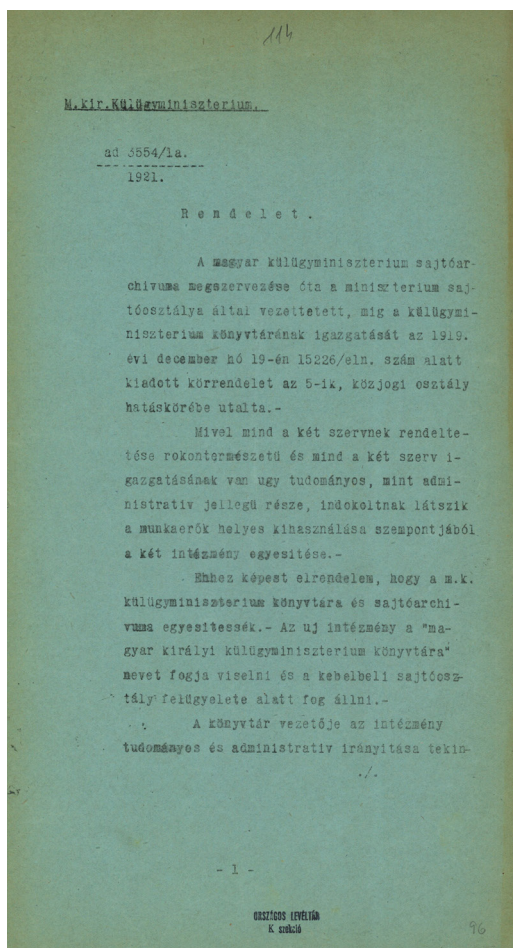 114
M.kir.Külügyminiszterium.
ad 3554/1a.
1921.
R e n d e l e t .
A magyar külügyminiszterium sajtóar-
chivuma megszervezése óta a miniszterium saj-
tóosztálya által vezettetett, mig a külügymi-
niszterium könyvtárának igazgatását az 1919.
évi december hó 19-én 15226/eln. szám alatt
kiadott körrendelet az 5-ik, közjogi osztály
hatáskörébe utalta.-
Mivel mind a két szervnek rendelte-
tése rokontermészetü és mind a két szerv i-
gazgatásának van ugy tudományos, mint admi-
nistrativ jellegü része, indokoltnak látszik
a munkaerők helyes kihasználása szempontjából
a két intézmény egyesitése.-
Ehhez képest elrendelem, hogy a m.k.
külügyminiszterium könyvtára és sajtóarchi-
vuma egyesitessék.- Az uj intézmény a "ma-
gyar királyi külügyminiszterium könyvtára"
nevet fogja viselni és a kebelbeli sajtóosz-
tály felügyelete alatt fog állni.-
A könyvtár vezetője az intézmény
tudományos és administrativ irányitása tekin-
./.
- 1 -
ORSZÁGOS LEVÉLTÁR
K szekció
96